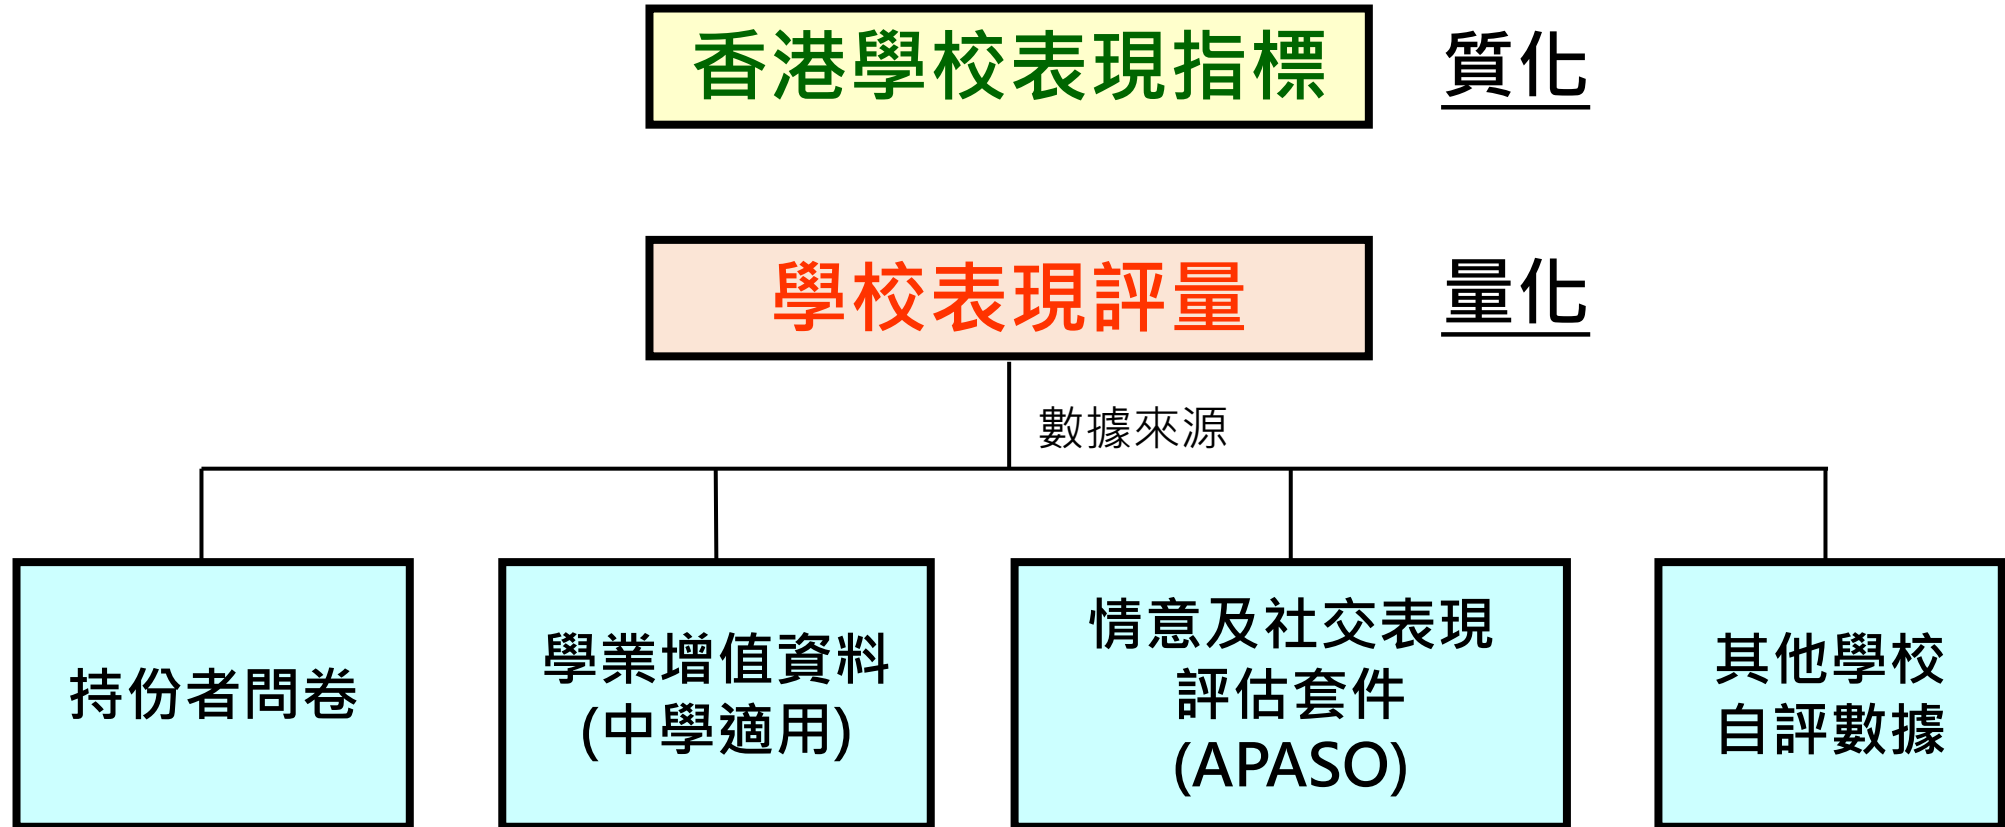 香港學校表現指標
質化
學校表現評量
量化
數據來源
持份者問卷
學業增值資料
(中學適用)
情意及社交表現
評估套件
(APASO)
其他學校
自評數據